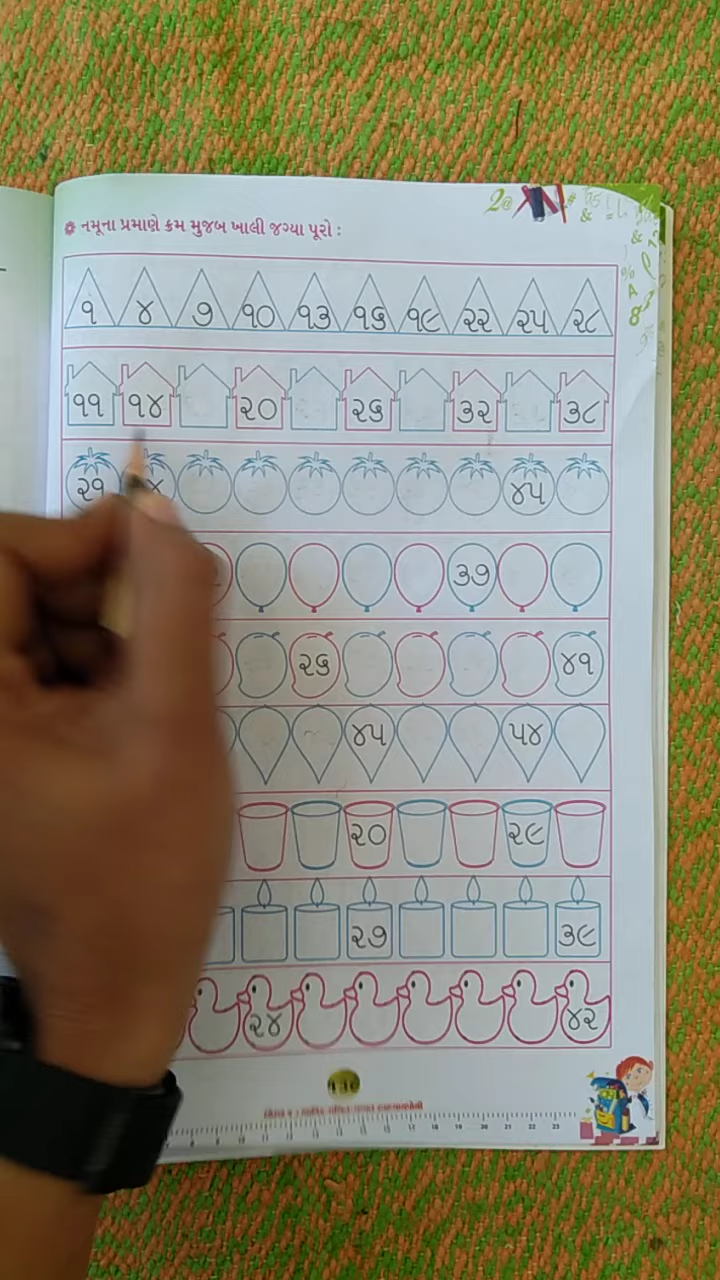 નમૂના પ્રમાણે ક્રમ મુજબ ખાલી જગ્યા પૂરો :
૧ ૪ ૭ ૧૦ ૧૩ ૧૬ ૧૯ ૨૨ ૨૫ ૨૮
૧૧ ૧૪ ૨૦ ૨૬ ૩૨ ૩૮
૨૧ ૪૫
૩૭
૨૬ ૪૧
૪૫ ૫૪
૨૦ ૨૯
૨૭ ૩૯
૨૪ ૪૨